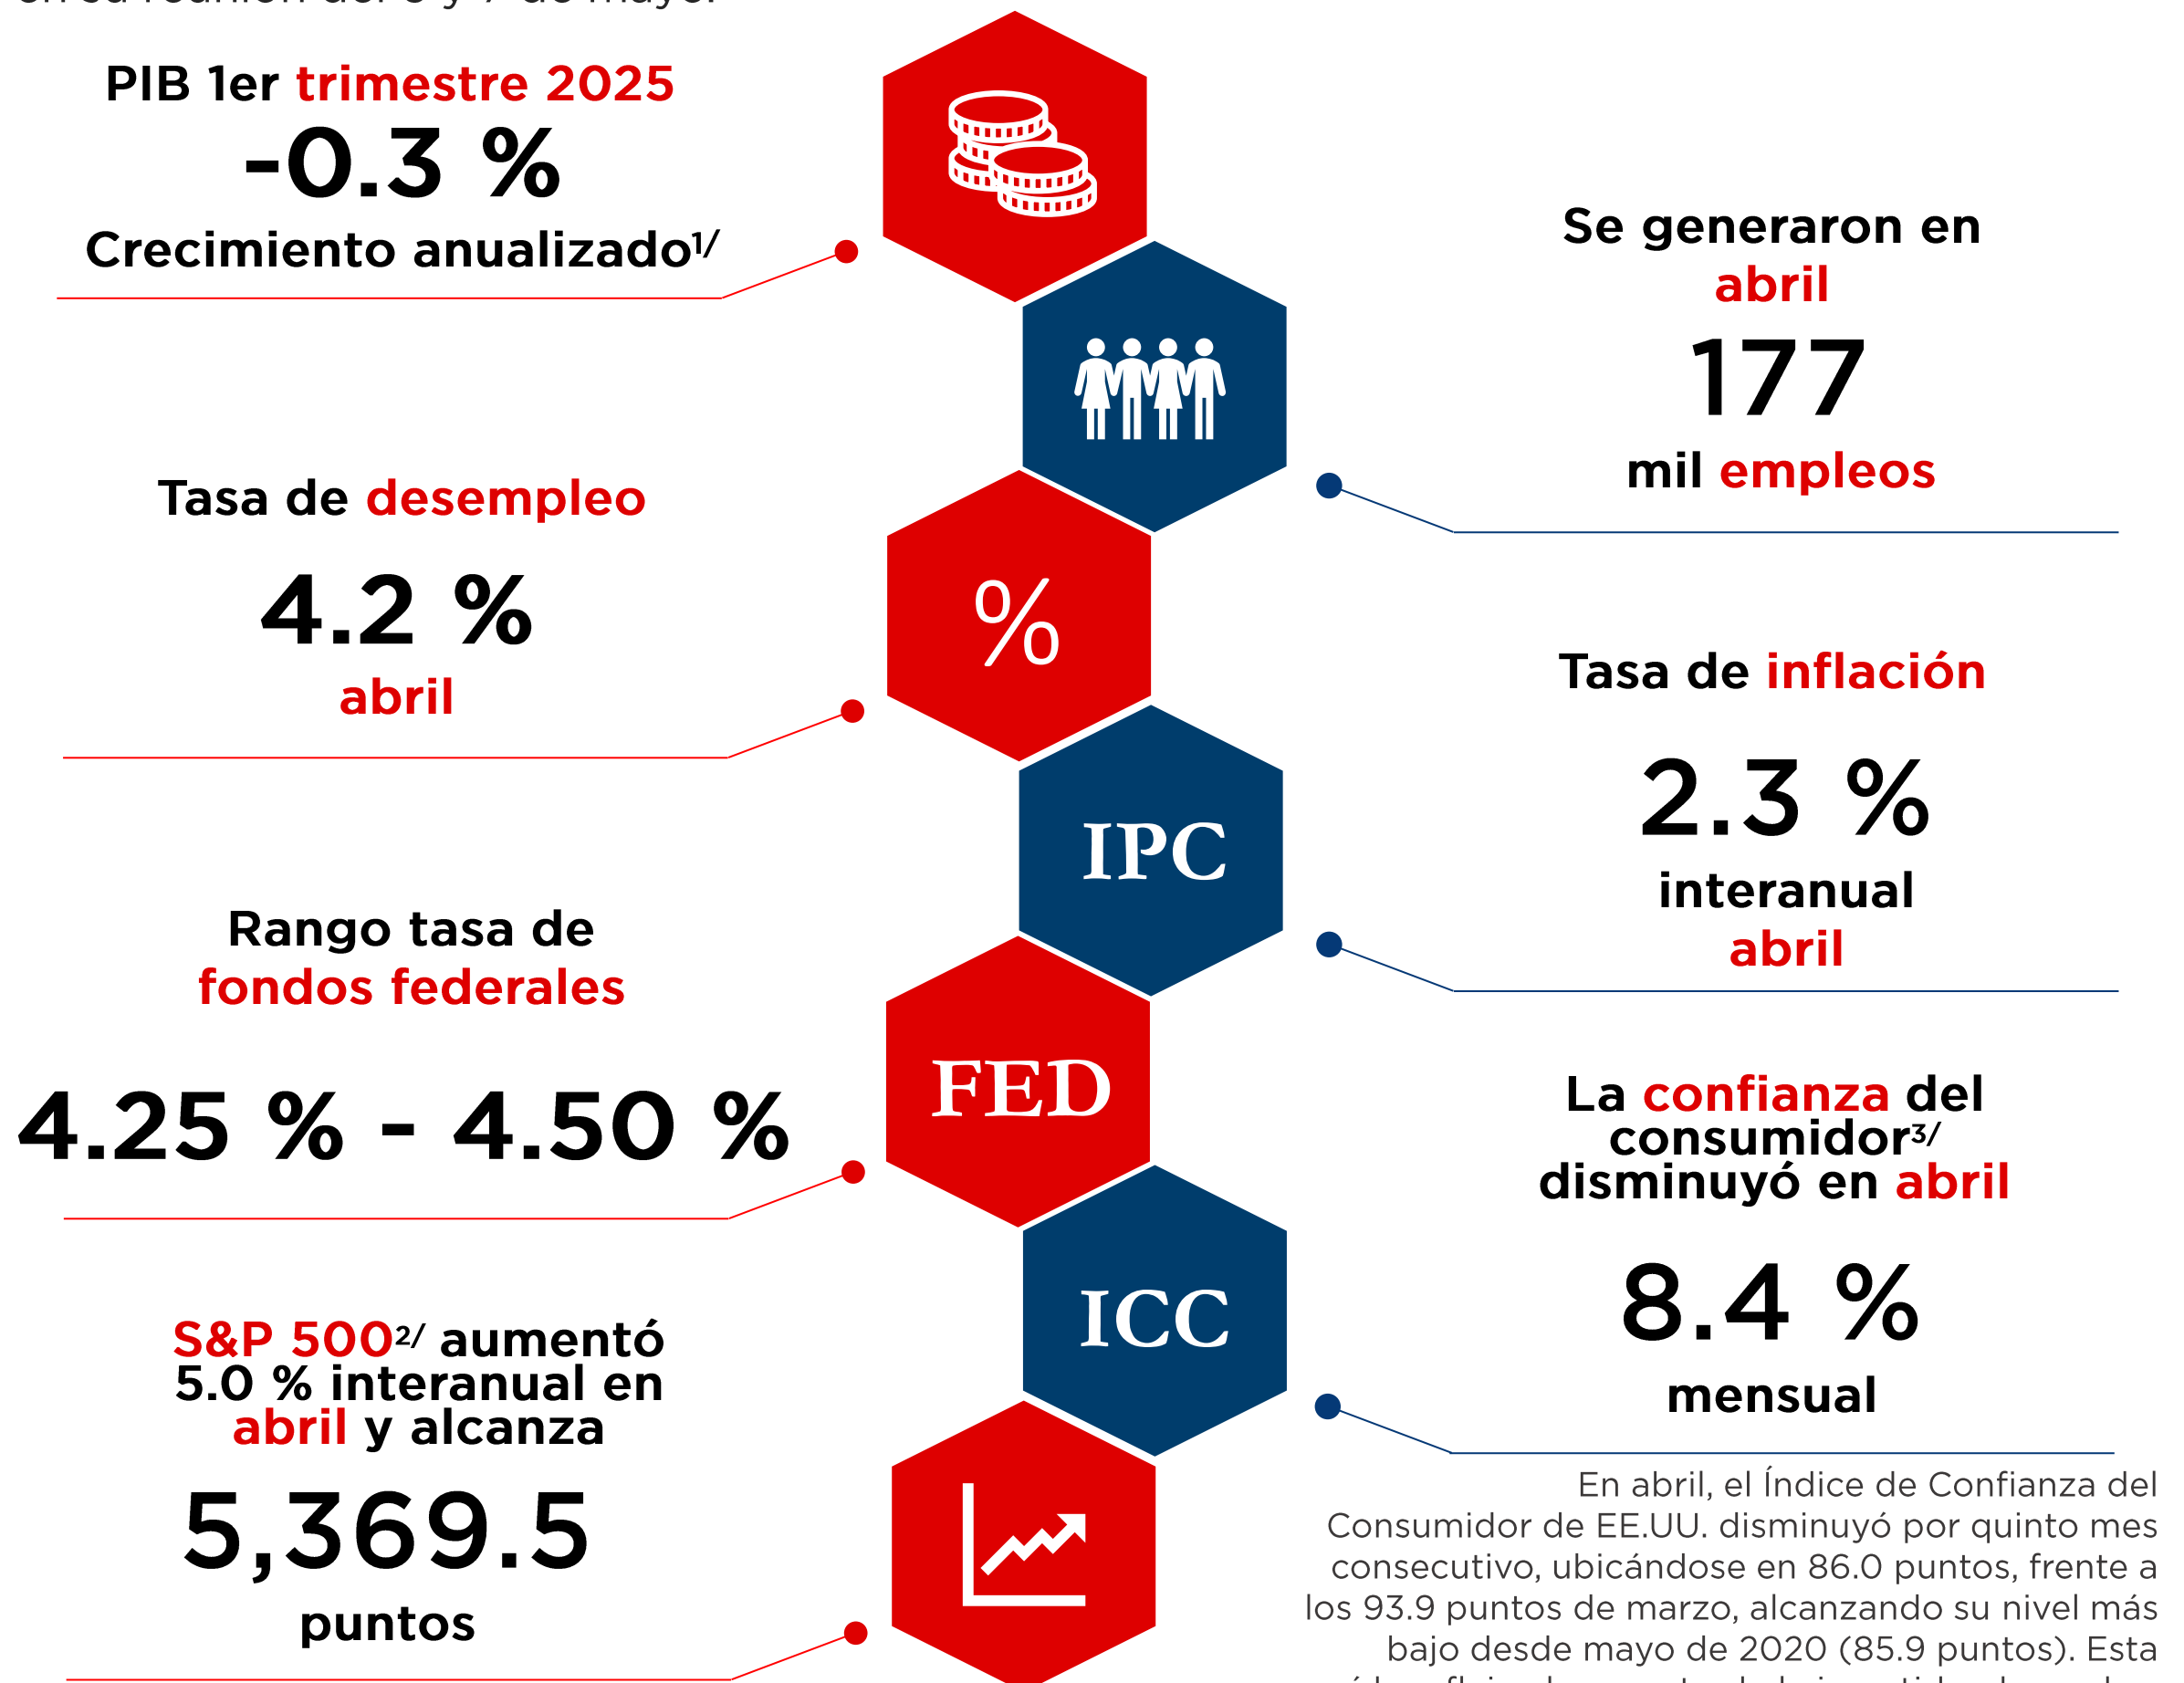 PIB 1er trimestre 2025
-0.3 %
Crecimiento anualizado1/
Se generaron en
abril
177
mil empleos
Tasa de desempleo
4.2 %
abril
%
Tasa de inflación
2.3 %
interanual
abril
IPC
Rango tasa de
fondos federales
4.25 % - 4.50 %
FED
La confianza del
consumidor3/
disminuyó en abril
8.4 %
mensual
ICC
S&P 5002/ aumentó
5.0 % interanual en
abril y alcanza
5,369.5
puntos
En abril, el Índice de Confianza del
Consumidor de EE.UU. disminuyó por quinto mes
consecutivo, ubicándose en 86.0 puntos, frente a
los 93.9 puntos de marzo, alcanzando su nivel más
bajo desde mayo de 2020 (85.9 puntos). Esta